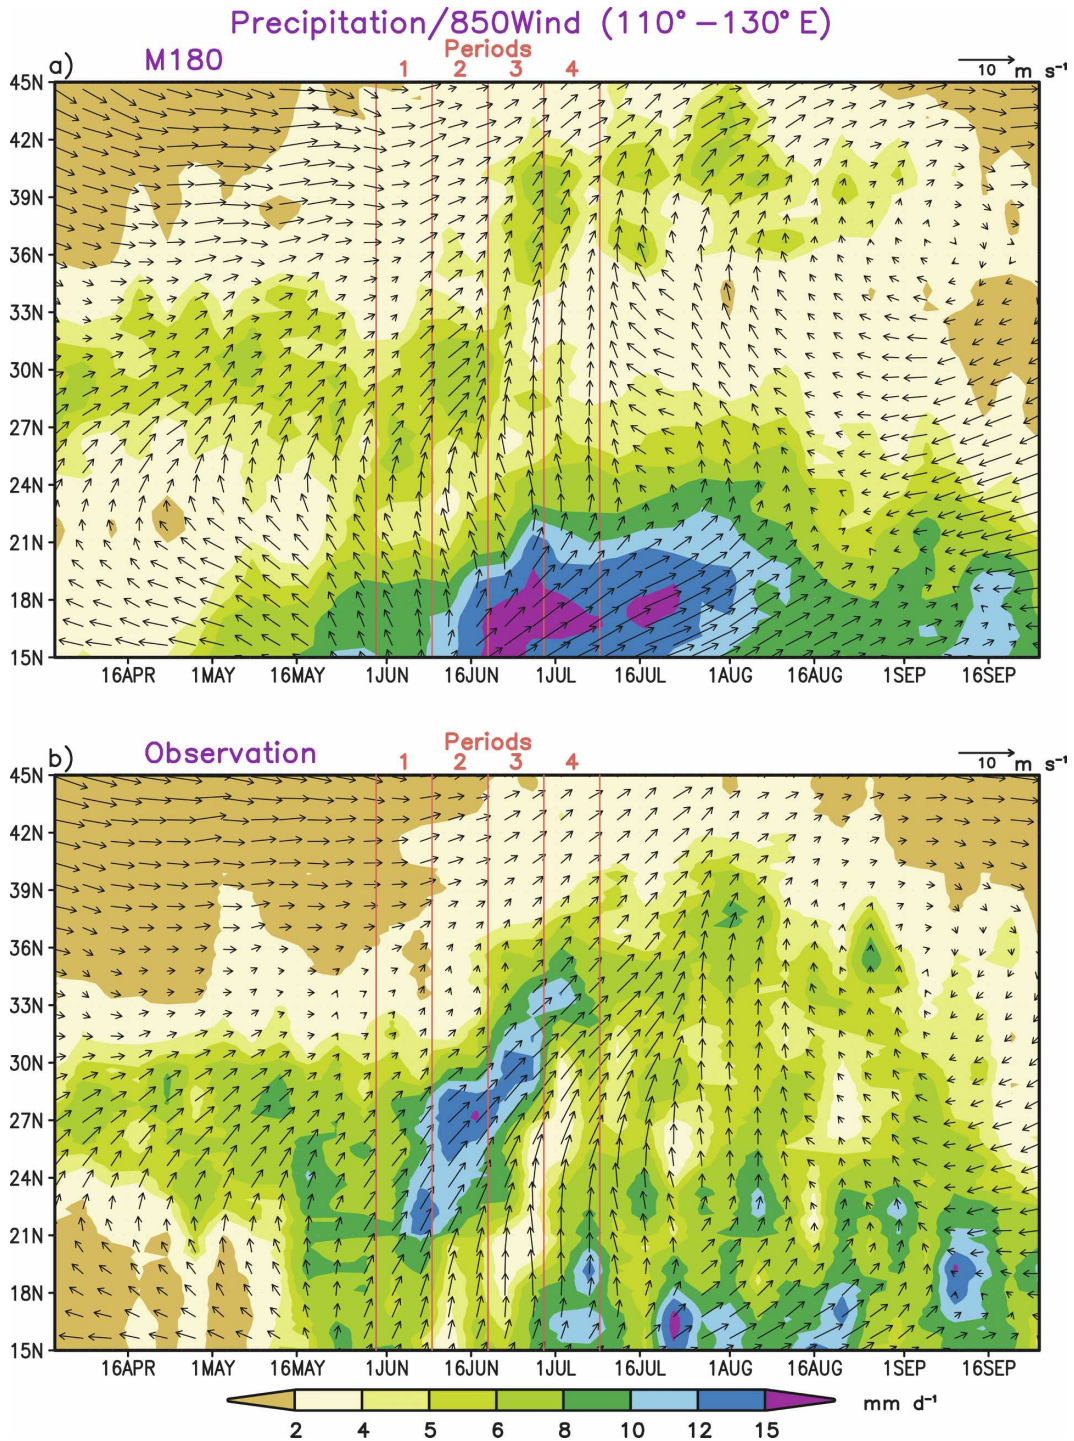 Precipitation/850Wind (110°–130°E)
a) M180 Periods 10 m s⁻¹
1 2 3 4
45N
42N
39N
36N
33N
30N
27N
24N
21N
18N
15N
16APR 1MAY 16MAY 1JUN 16JUN 1JUL 16JUL 1AUG 16AUG 1SEP 16SEP
b) Observation Periods 10 m s⁻¹
1 2 3 4
45N
42N
39N
36N
33N
30N
27N
24N
21N
18N
15N
16APR 1MAY 16MAY 1JUN 16JUN 1JUL 16JUL 1AUG 16AUG 1SEP 16SEP
mm d⁻¹
2 4 5 6 8 10 12 15